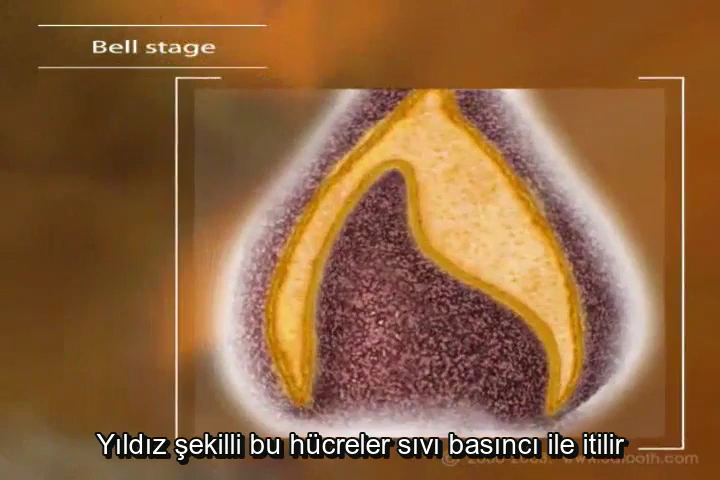 Bell stage
Yıldız şekilli bu hücreler sıvı basıncı ile itilir